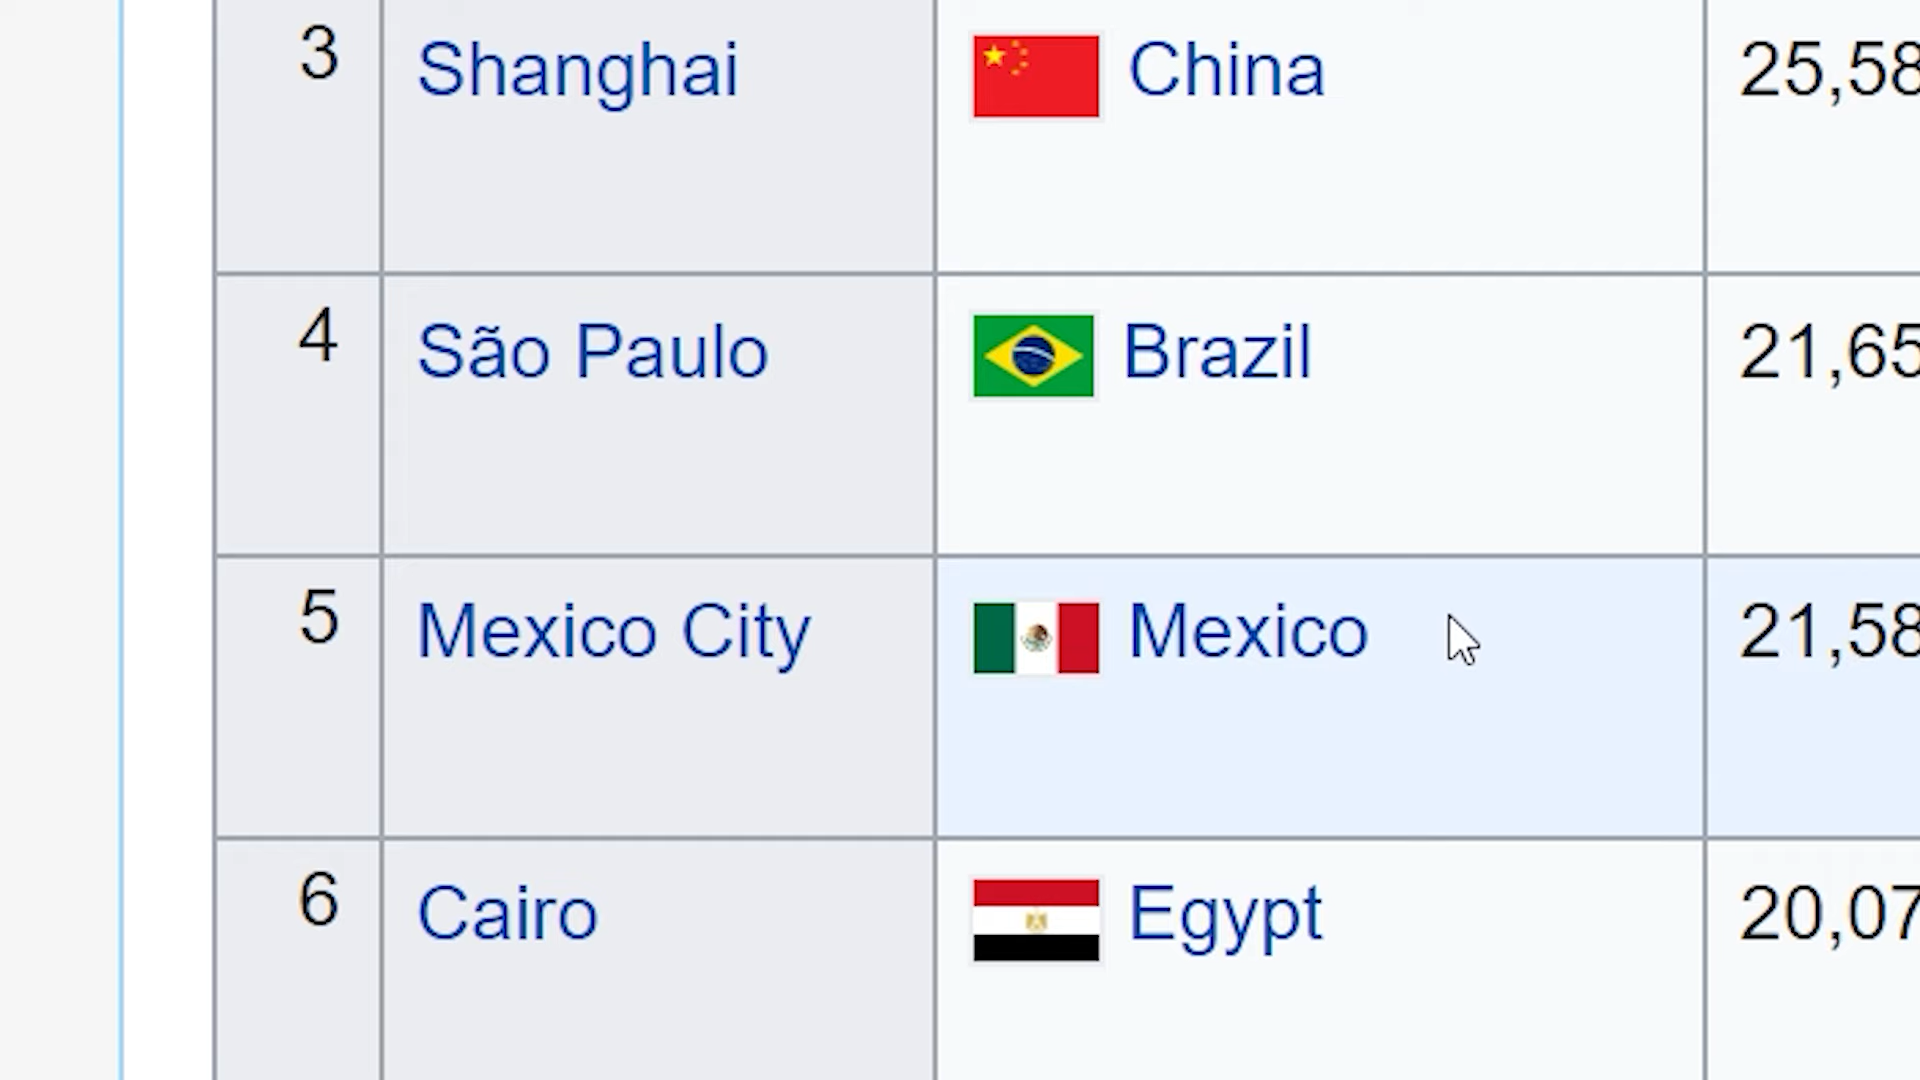 3 Shanghai China 25,58
4 São Paulo Brazil 21,65
5 Mexico City Mexico 21,58
6 Cairo Egypt 20,07